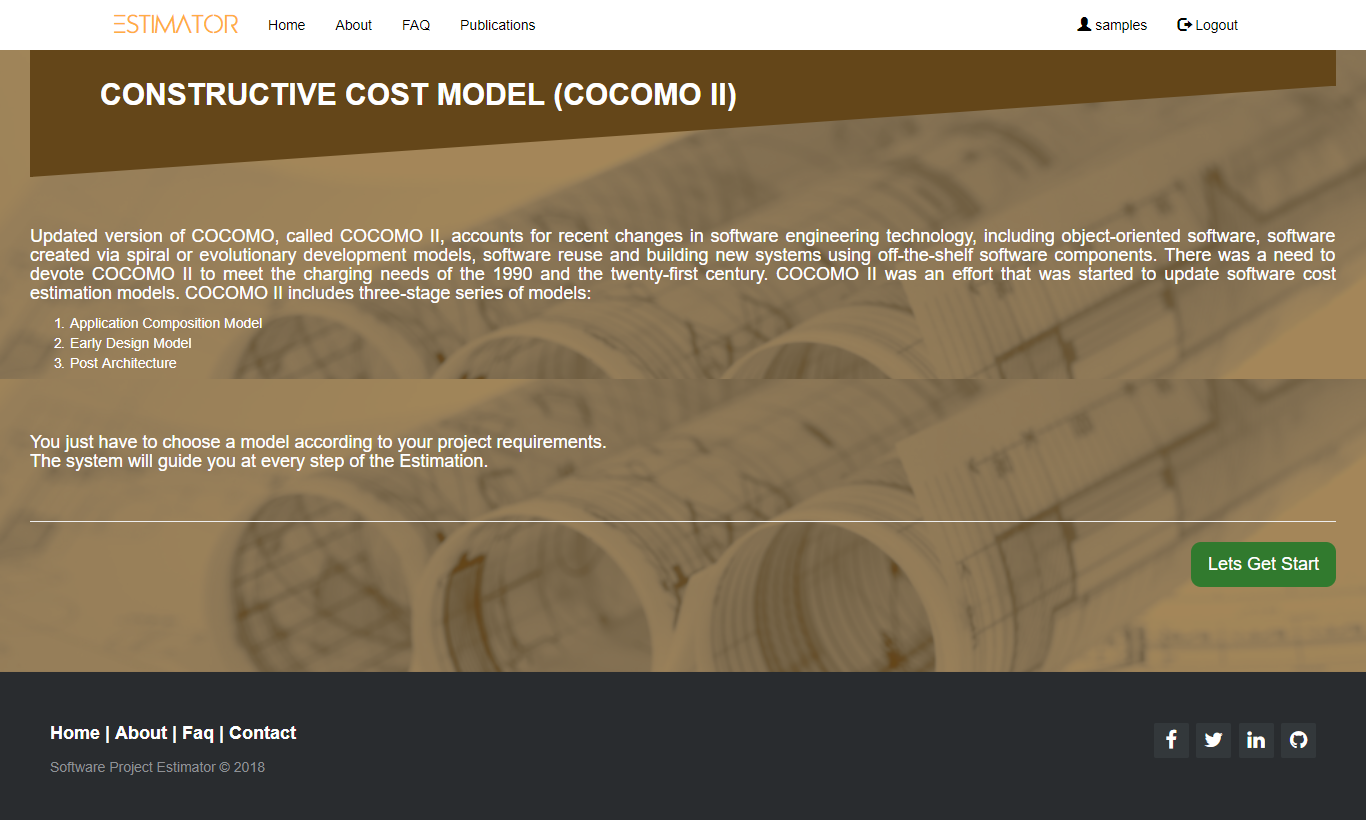 ESTIMATOR Home About FAQ Publications samples Logout
CONSTRUCTIVE COST MODEL (COCOMO II)
Updated version of COCOMO, called COCOMO II, accounts for recent changes in software engineering technology, including object-oriented software, software
created via spiral or evolutionary development models, software reuse and building new systems using off-the-shelf software components. There was a need to
devote COCOMO II to meet the charging needs of the 1990 and the twenty-first century. COCOMO II was an effort that was started to update software cost
estimation models. COCOMO II includes three-stage series of models:
1. Application Composition Model
2. Early Design Model
3. Post Architecture
You just have to choose a model according to your project requirements.
The system will guide you at every step of the Estimation.
Lets Get Start
Home | About | Faq | Contact
Software Project Estimator © 2018